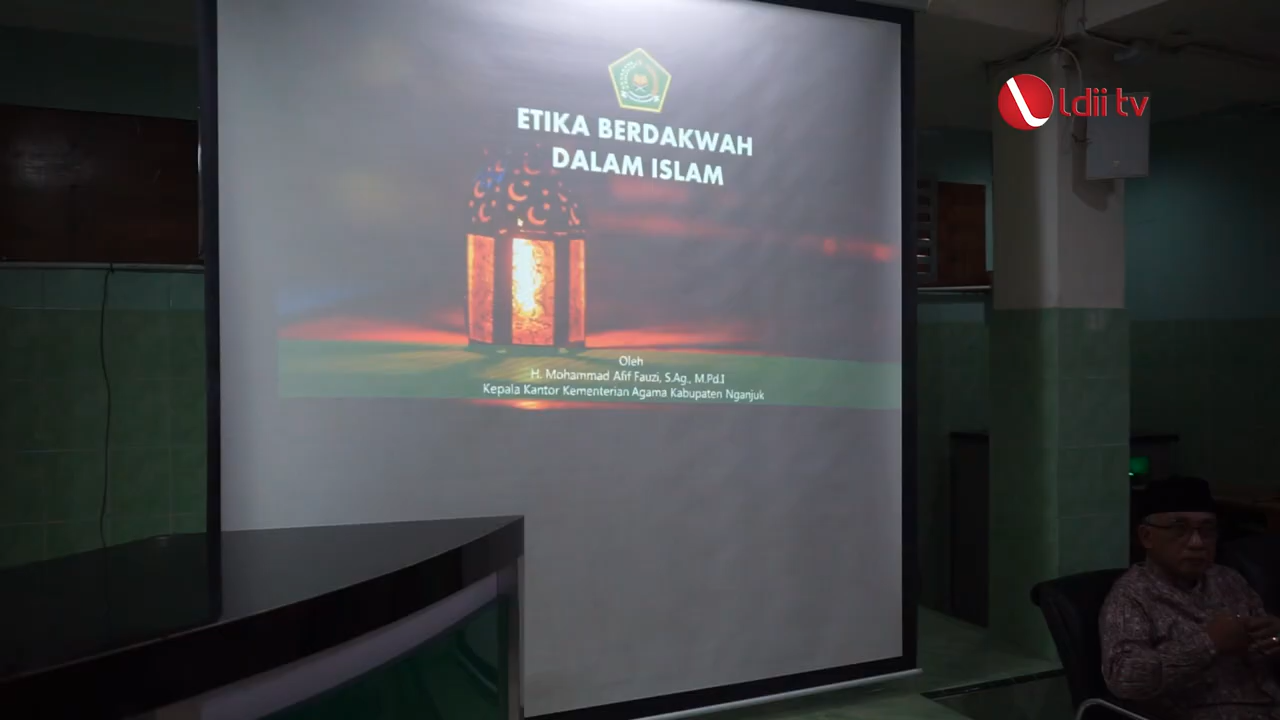 ldii tv
ETIKA BERDAKWAH
DALAM ISLAM
Oleh
H. Mohammad Afif Fauzi, S.Ag., M.Pd.I
Kepala Kantor Kementerian Agama Kabupaten Nganjuk